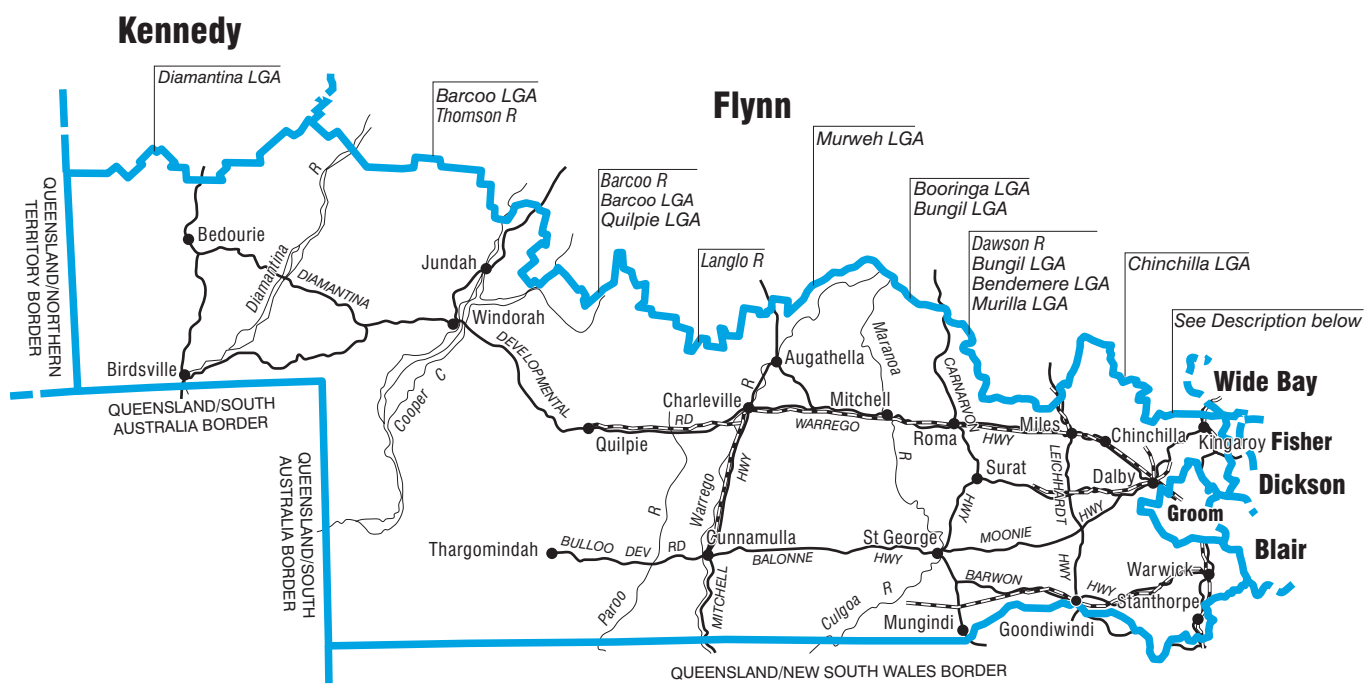 Kennedy
Diamantina LGA
Barcoo LGA
Thomson R
Flynn
Murweh LGA
Barcoo R
Barcoo LGA
Quilpie LGA
Booringa LGA
Bungil LGA
Langlo R
Dawson R
Bungil LGA
Bendemere LGA
Murilla LGA
Chinchilla LGA
See Description below
QUEENSLAND/NORTHERN
TERRITORY BORDER
Bedourie
Diamantina
R
DIAMANTINA
Jundah
Windorah
DEVELOPMENTAL
Birdsville
QUEENSLAND/SOUTH
AUSTRALIA BORDER
Cooper
C
Quilpie
RD
Charleville
R
Augathella
Maranoa
R
Mitchell
WARREGO
HWY
CARNARVON
HWY
Roma
Miles
Chinchilla
Wide Bay
Kingaroy
Fisher
Dickson
Groom
Blair
Surat
Dalby
LEICHHARDT
HWY
QUEENSLAND/SOUTH
AUSTRALIA BORDER
Warrego
HWY
MITCHELL
Thargomindah
BULLOO
DEV
RD
Cunnamulla
BALONNE
HWY
St George
MOONIE
HWY
Paroo
R
Culgoa
R
BARWON
HWY
Warwick
Stanthorpe
Mungindi
Goondiwindi
QUEENSLAND/NEW SOUTH WALES BORDER